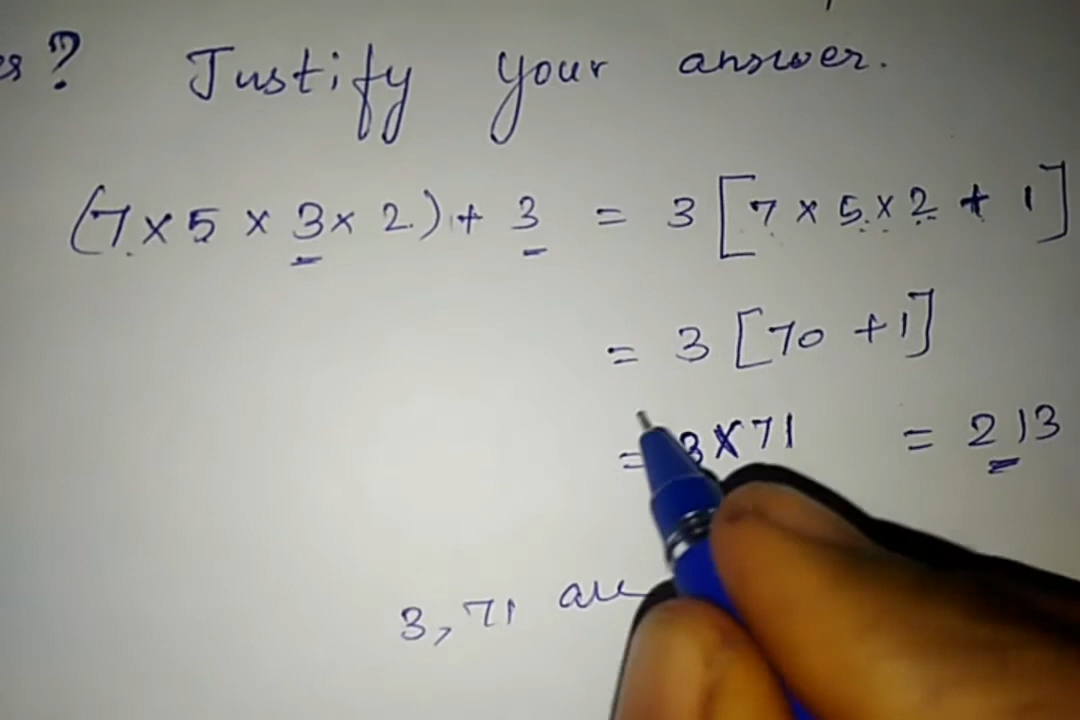 ? Justify your answer.
(7 × 5 × 3 × 2) + 3 = 3 [7 × 5 × 2 + 1]
= 3 [70 + 1]
= 3 × 71 = 213
3, 71 are